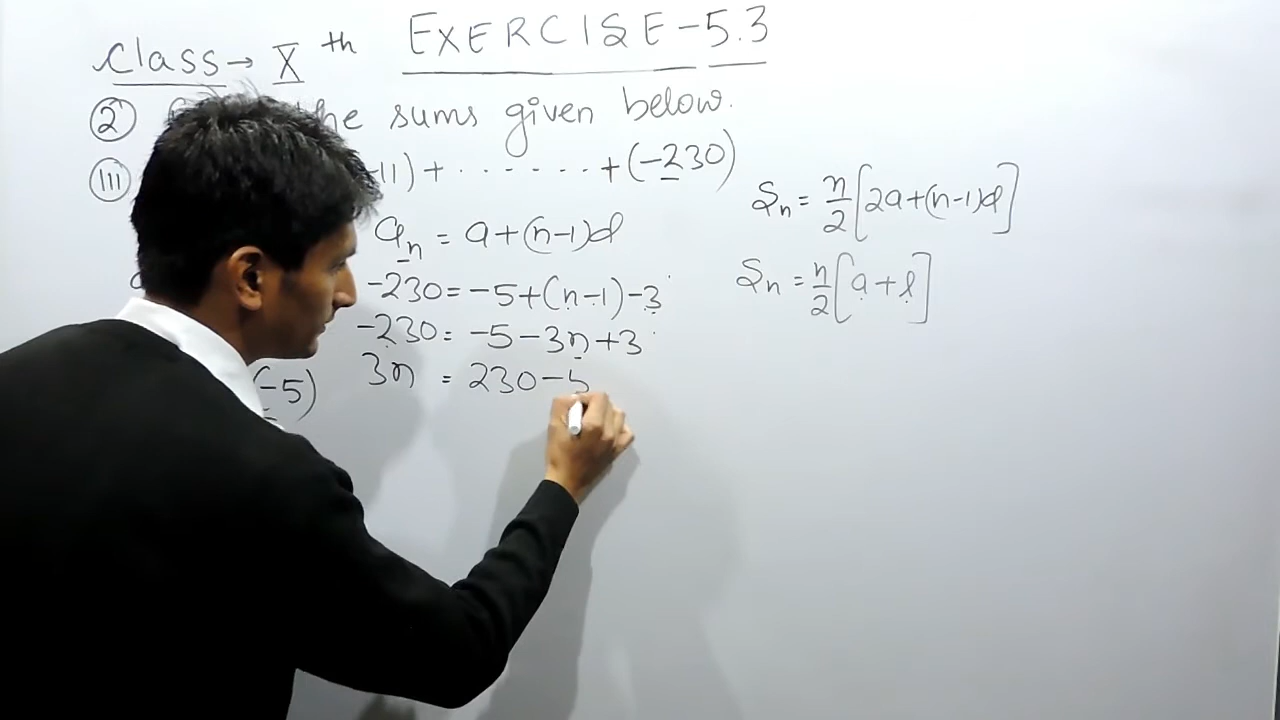 Class → Xth EXERCISE-5.3
② the sums given below.
(III) -11) + ....... + (-230)
Sn = n/2 [2a+(n-1)d]
an = a+(n-1)d
Sn = n/2 [a+l]
-230 = -5+(n-1)-3
-230 = -5-3n+3
(-5) 3n = 230-5